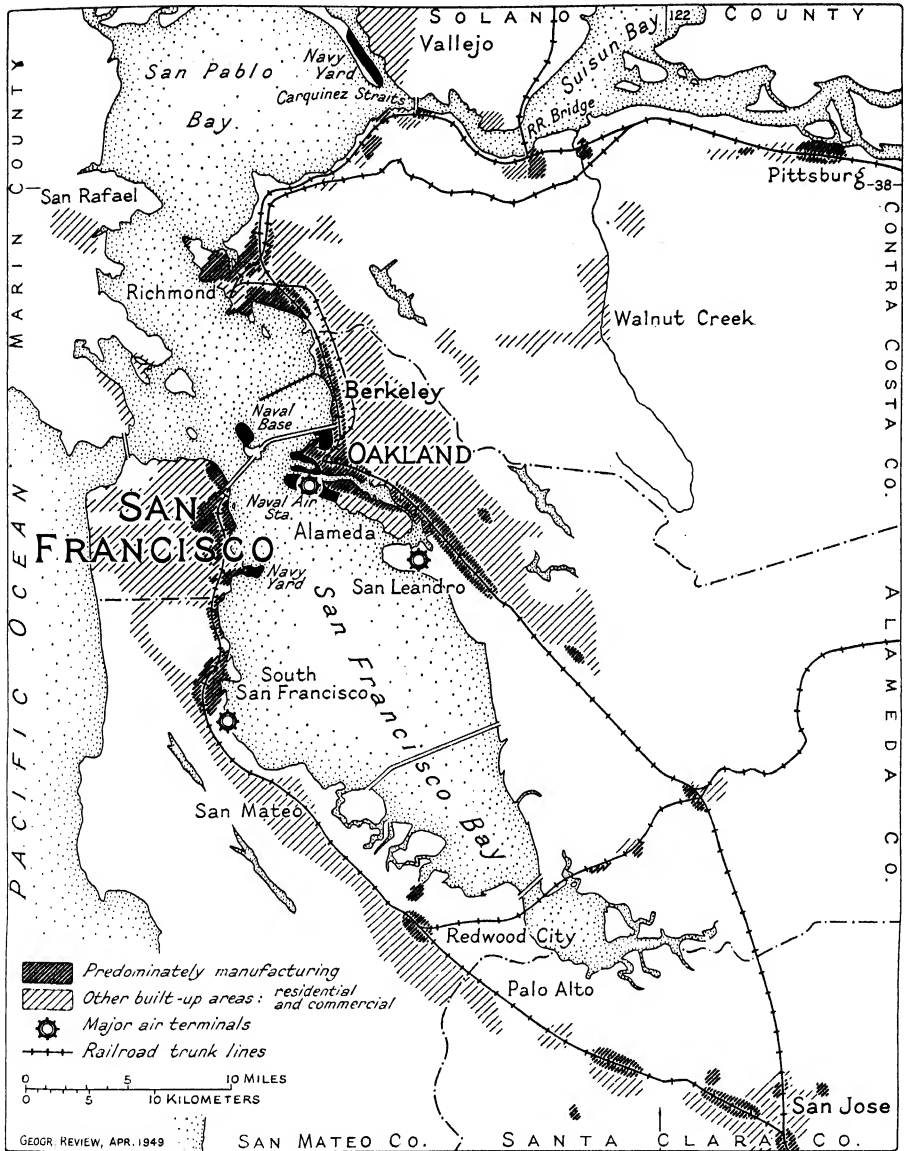 SOLANO COUNTY
122
Vallejo
Navy
Yard
San Pablo
Bay
Carquinez Straits
Suisun Bay
RR. Bridge
Pittsburg
38
MARIN COUNTY
San Rafael
CONTRA COSTA CO.
Richmond
Walnut Creek
Berkeley
Naval
Base
OAKLAND
SAN
FRANCISCO
Naval Air
Sta.
Alameda
Navy
Yard
San Leandro
PACIFIC OCEAN
San Francisco Bay
ALAMEDA CO.
South
San Francisco
San Mateo
Redwood City
Palo Alto
San Jose
Predominately manufacturing
Other built-up areas: residential
and commercial
Major air terminals
Railroad trunk lines
0 5 10 MILES
0 5 10 KILOMETERS
GEOGR. REVIEW, APR. 1949
SAN MATEO CO.
SANTA CLARA CO.